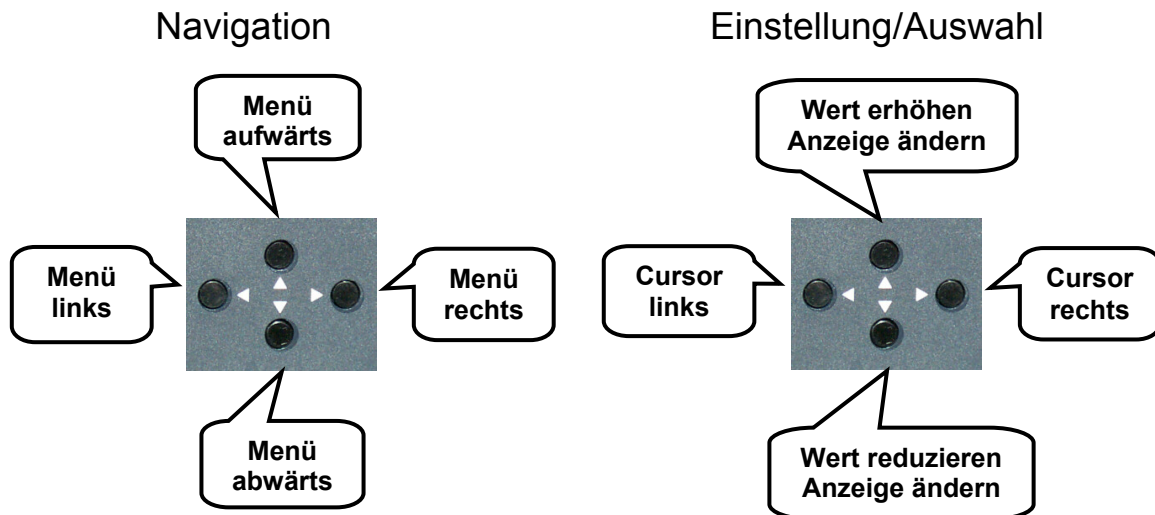 Navigation
Menü
aufwärts
Menü
links
Menü
rechts
Menü
abwärts
Einstellung/Auswahl
Wert erhöhen
Anzeige ändern
Cursor
links
Cursor
rechts
Wert reduzieren
Anzeige ändern